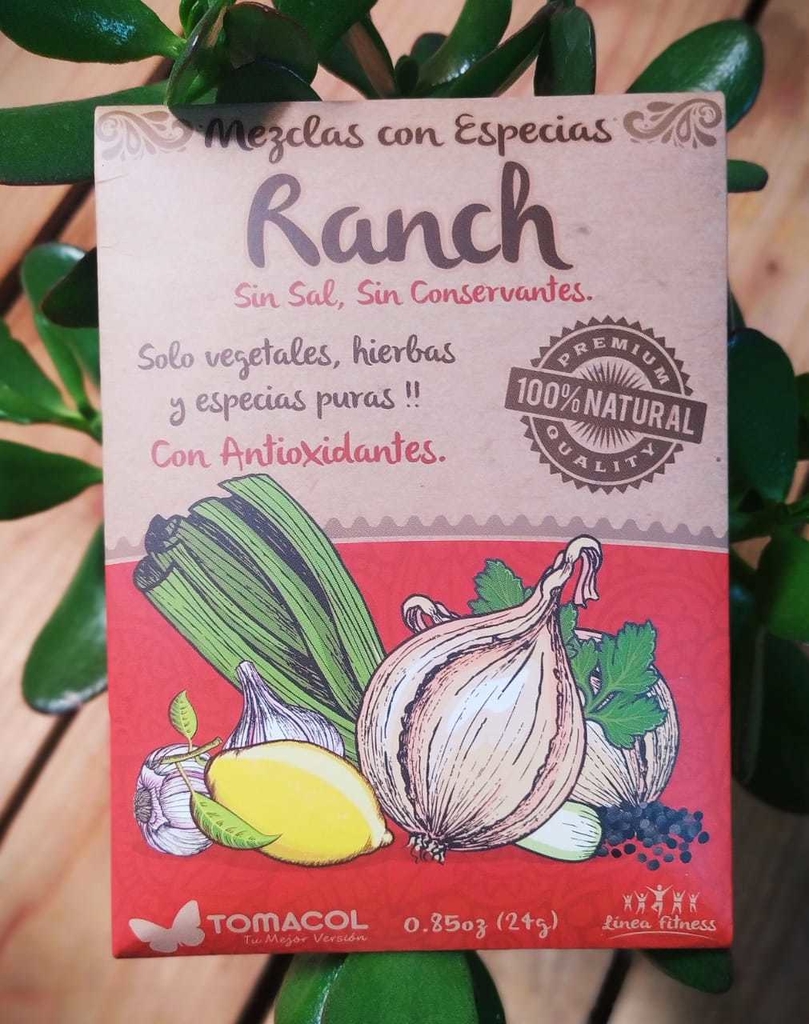 Mezclas con Especias
Ranch
Sin Sal, Sin Conservantes.
Solo vegetales, hierbas
y especias puras !!
Con Antioxidantes.
PREMIUM
100% NATURAL
QUALITY
TOMACOL
Tu Mejor Versión
0.85oz (24g)
Línea fitness